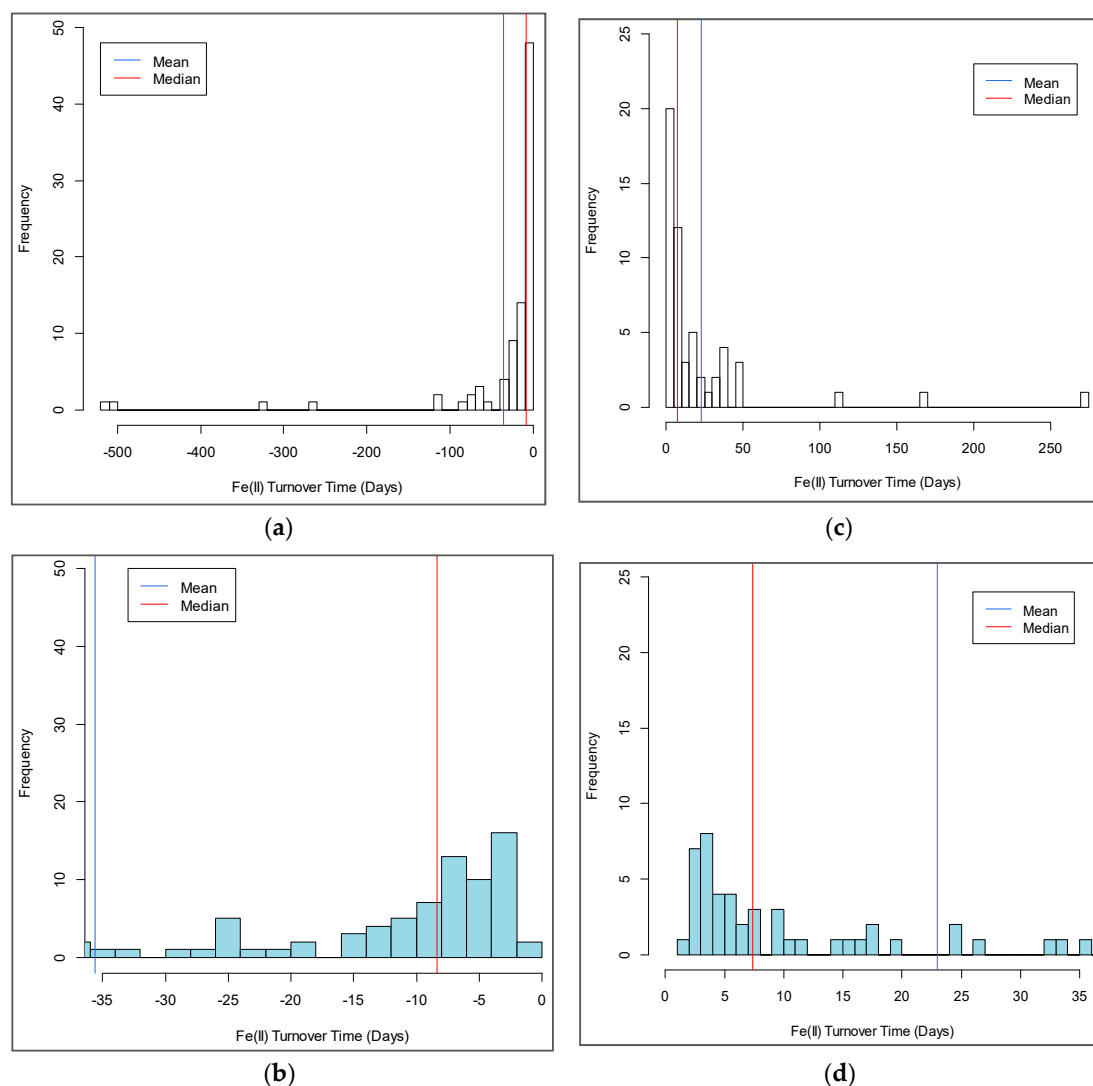 Mean
Median
Frequency
0 10 20 30 40 50
-500 -400 -300 -200 -100 0
Fe(II) Turnover Time (Days)
(a)
Mean
Median
Frequency
0 5 10 15 20 25
0 50 100 150 200 250
Fe(II) Turnover Time (Days)
(c)
Mean
Median
Frequency
0 10 20 30 40 50
-35 -30 -25 -20 -15 -10 -5 0
Fe(II) Turnover Time (Days)
(b)
Mean
Median
Frequency
0 5 10 15 20 25
0 5 10 15 20 25 30 35
Fe(II) Turnover Time (Days)
(d)